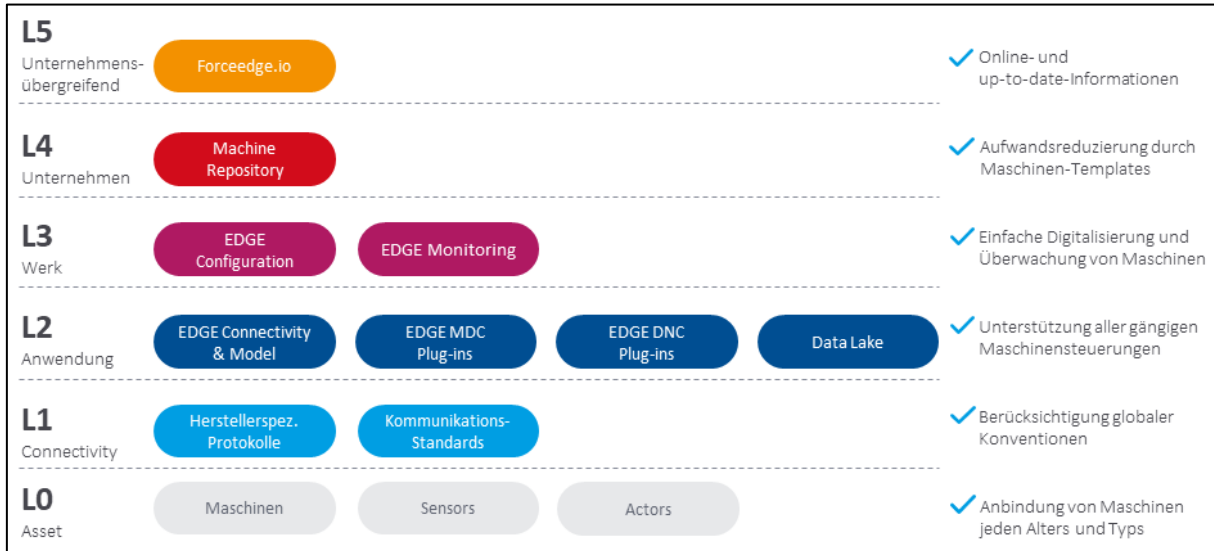 L5
Unternehmens-
übergreifend
Forceedge.io
Online- und
up-to-date-Informationen
L4
Unternehmen
Machine
Repository
Aufwandsreduzierung durch
Maschinen-Templates
L3
Werk
EDGE
Configuration
EDGE Monitoring
Einfache Digitalisierung und
Überwachung von Maschinen
L2
Anwendung
EDGE Connectivity
& Model
EDGE MDC
Plug-ins
EDGE DNC
Plug-ins
Data Lake
Unterstützung aller gängigen
Maschinensteuerungen
L1
Connectivity
Herstellerspez.
Protokolle
Kommunikations-
Standards
Berücksichtigung globaler
Konventionen
L0
Asset
Maschinen
Sensors
Actors
Anbindung von Maschinen
jeden Alters und Typs